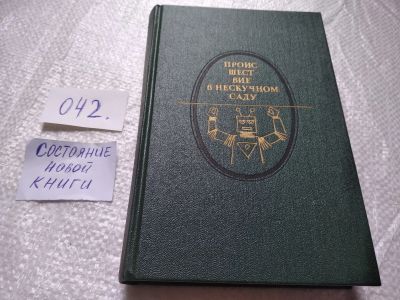 ПРОИС
ШЕСТ
ВИЕ
В НЕСКУЧНОМ
САДУ
042.
СОСТОЯНИЕ
НОВОЙ
КНИГИ